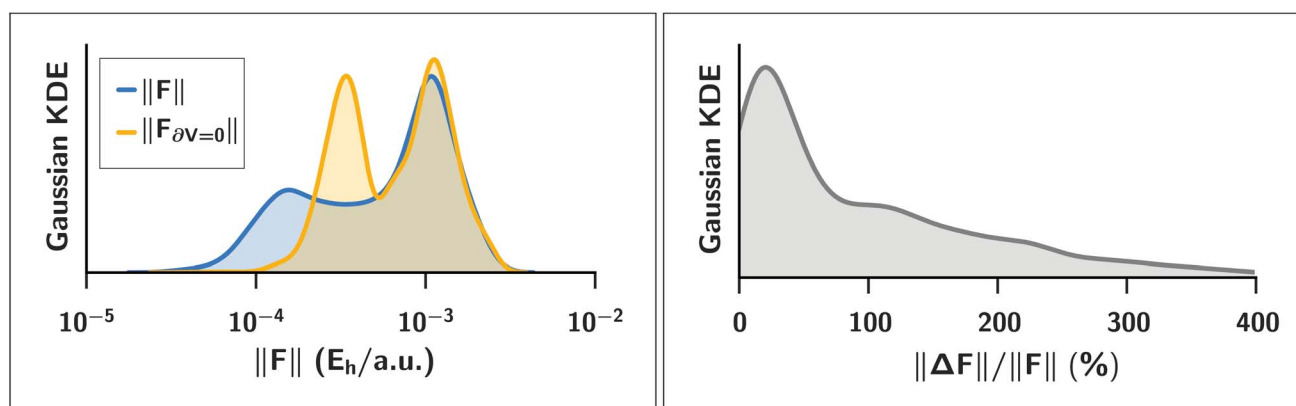 Gaussian KDE
||F||
||F∂V=0||
10⁻⁵ 10⁻⁴ 10⁻³ 10⁻²
||F|| (Eₕ/a.u.)
Gaussian KDE
0 100 200 300 400
||ΔF||/||F|| (%)